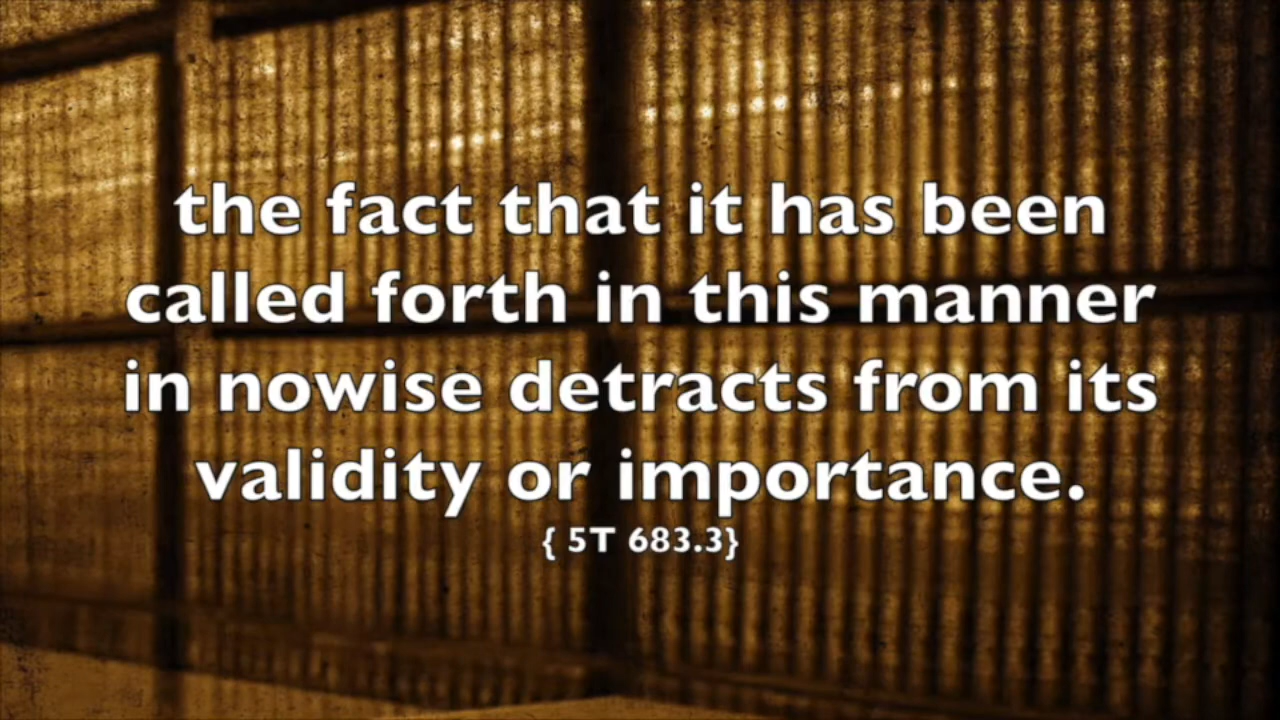 the fact that it has been
called forth in this manner
in nowise detracts from its
validity or importance.
{ 5T 683.3}